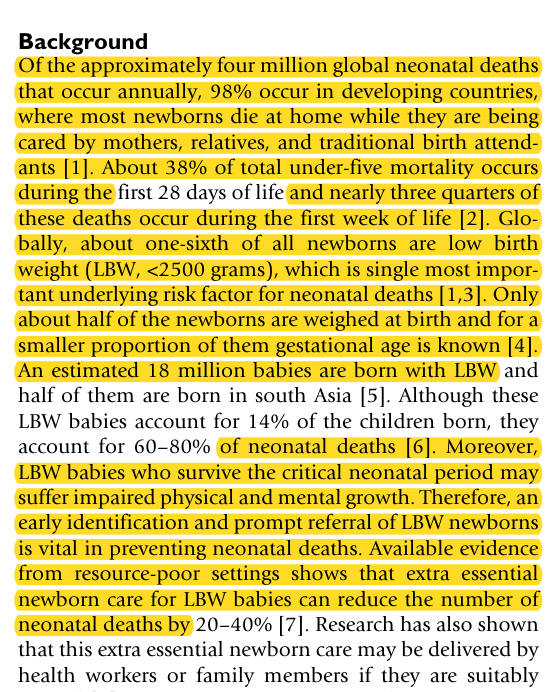 Background
Of the approximately four million global neonatal deaths
that occur annually, 98% occur in developing countries,
where most newborns die at home while they are being
cared by mothers, relatives, and traditional birth attend-
ants [1]. About 38% of total under-five mortality occurs
during the first 28 days of life and nearly three quarters of
these deaths occur during the first week of life [2]. Glo-
bally, about one-sixth of all newborns are low birth
weight (LBW, <2500 grams), which is single most impor-
tant underlying risk factor for neonatal deaths [1,3]. Only
about half of the newborns are weighed at birth and for a
smaller proportion of them gestational age is known [4].
An estimated 18 million babies are born with LBW and
half of them are born in south Asia [5]. Although these
LBW babies account for 14% of the children born, they
account for 60–80% of neonatal deaths [6]. Moreover,
LBW babies who survive the critical neonatal period may
suffer impaired physical and mental growth. Therefore, an
early identification and prompt referral of LBW newborns
is vital in preventing neonatal deaths. Available evidence
from resource-poor settings shows that extra essential
newborn care for LBW babies can reduce the number of
neonatal deaths by 20–40% [7]. Research has also shown
that this extra essential newborn care may be delivered by
health workers or family members if they are suitably